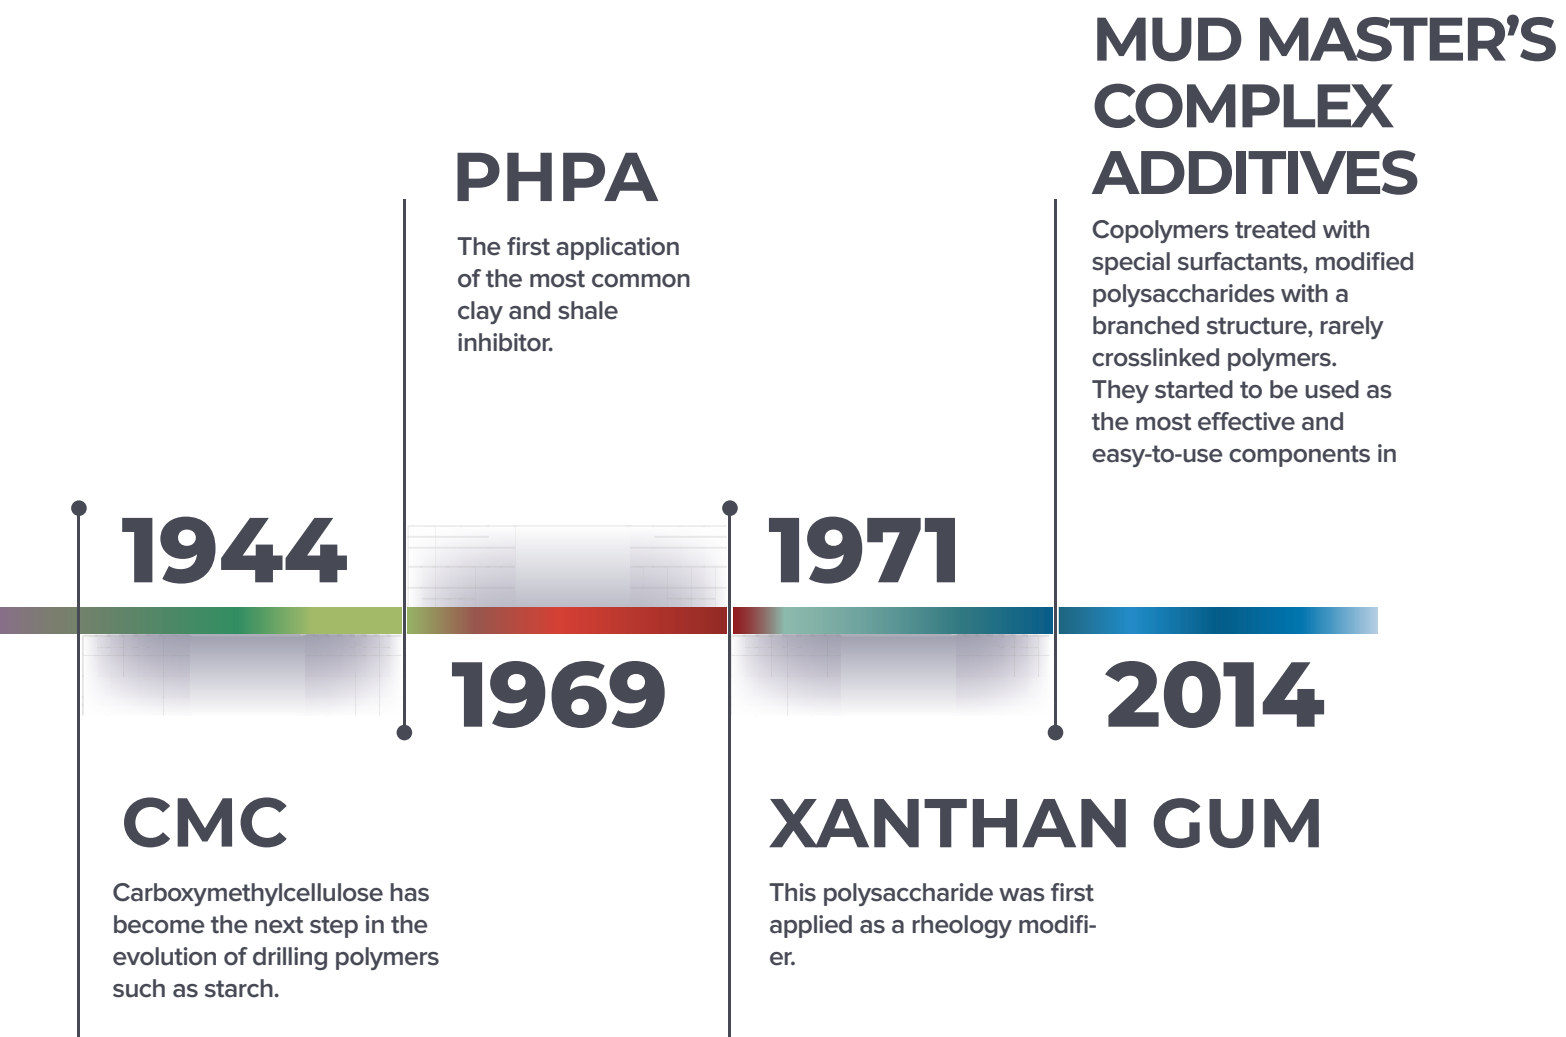 1944
CMC
Carboxymethylcellulose has
become the next step in the
evolution of drilling polymers
such as starch.
PHPA
The first application
of the most common
clay and shale
inhibitor.
1969
1971
XANTHAN GUM
This polysaccharide was first
applied as a rheology modifi-
er.
MUD MASTER’S
COMPLEX
ADDITIVES
Copolymers treated with
special surfactants, modified
polysaccharides with a
branched structure, rarely
crosslinked polymers.
They started to be used as
the most effective and
easy-to-use components in
2014